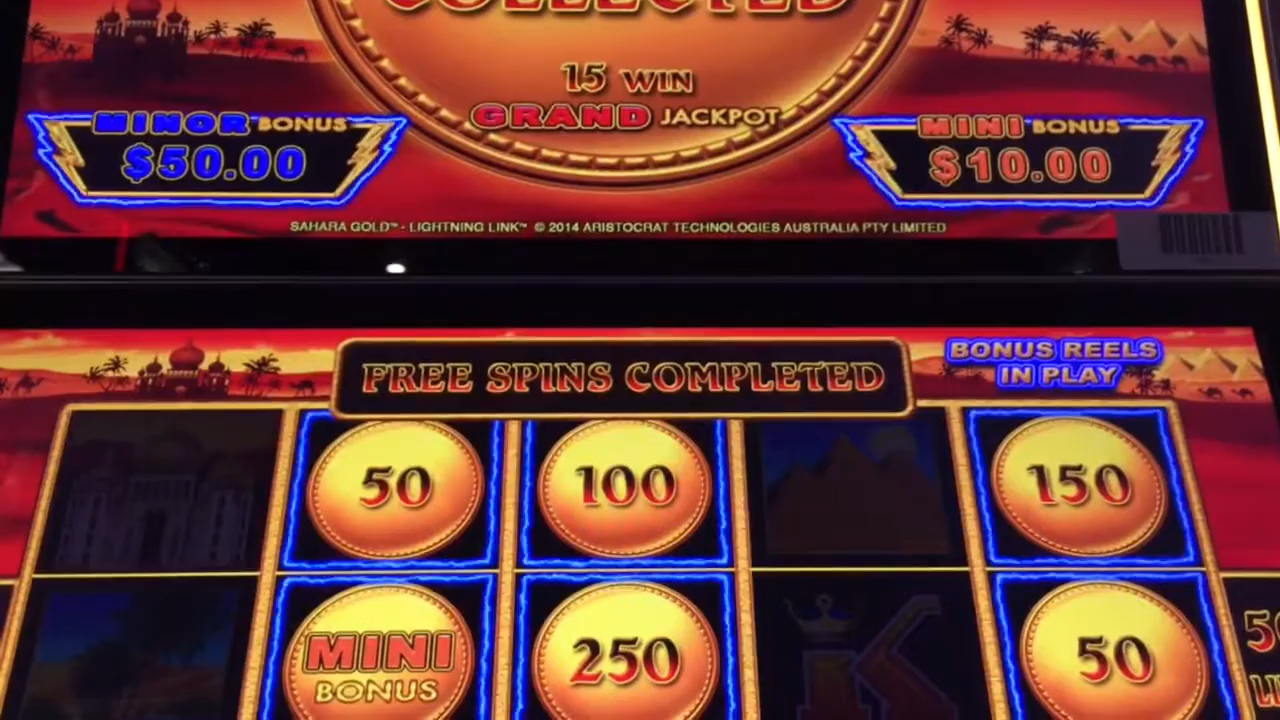 COLLECTED
15 WIN
GRAND JACKPOT
MINOR BONUS
$50.00
MINI BONUS
$10.00
SAHARA GOLD™ - LIGHTNING LINK™ © 2014 ARISTOCRAT TECHNOLOGIES AUSTRALIA PTY LIMITED
FREE SPINS COMPLETED
BONUS REELS
IN PLAY
50
100
150
MINI
BONUS
250
50
K